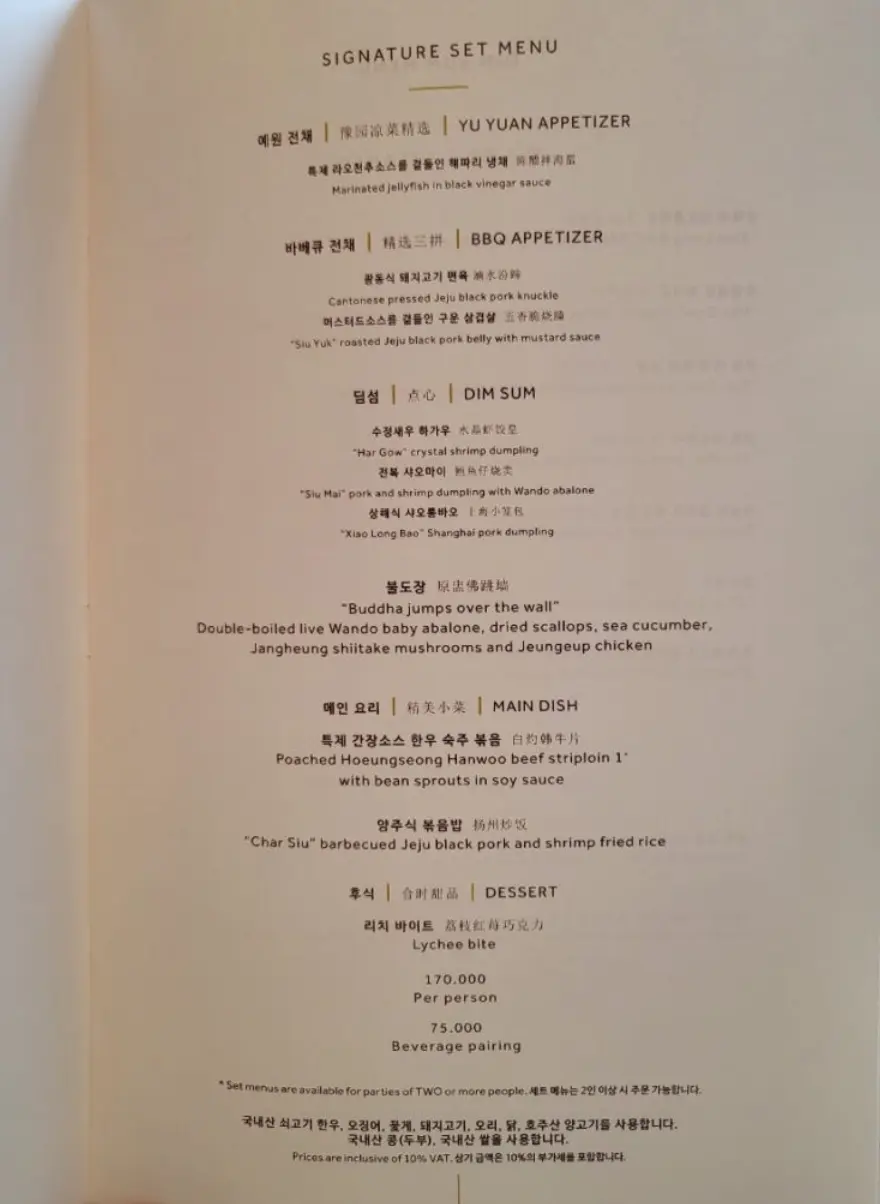 SIGNATURE SET MENU
예원 전채 | 豫园凉菜精选 | YU YUAN APPETIZER
특제 라오천추소스를 곁들인 해파리 냉채
Marinated jellyfish in black vinegar sauce
바베큐 전채 | 精选三拼 | BBQ APPETIZER
광동식 돼지고기 편육
Cantonese pressed Jeju black pork knuckle
머스터드소스를 곁들인 구운 삼겹살 五香脆烧腩
"Siu Yuk" roasted Jeju black pork belly with mustard sauce
딤섬 | 点心 | DIM SUM
수정새우 하가우 水晶虾饺皇
"Har Gow" crystal shrimp dumpling
전복 샤오마이 鲍鱼仔烧卖
"Siu Mai" pork and shrimp dumpling with Wando abalone
상해식 샤오롱바오 上海小笼包
"Xiao Long Bao" Shanghai pork dumpling
불도장 原盅佛跳墙
"Buddha jumps over the wall"
Double-boiled live Wando baby abalone, dried scallops, sea cucumber,
Jangheung shiitake mushrooms and Jeungeup chicken
메인 요리 | 精美小菜 | MAIN DISH
특제 간장소스 한우 숙주 볶음 白灼韩牛片
Poached Hoeungseong Hanwoo beef striploin 1+
with bean sprouts in soy sauce
양주식 볶음밥 扬州炒饭
"Char Siu" barbecued Jeju black pork and shrimp fried rice
후식 | 合时甜品 | DESSERT
리치 바이트 荔枝红莓巧克力
Lychee bite
170.000
Per person
75.000
Beverage pairing
* Set menus are available for parties of TWO or more people. 세트 메뉴는 2인 이상 시 주문 가능합니다.
국내산 쇠고기 한우, 오징어, 꽃게, 돼지고기, 오리, 닭, 호주산 양고기를 사용합니다.
국내산 콩(두부), 국내산 쌀을 사용합니다.
Prices are inclusive of 10% VAT. 상기 금액은 10%의 부가세를 포함합니다.